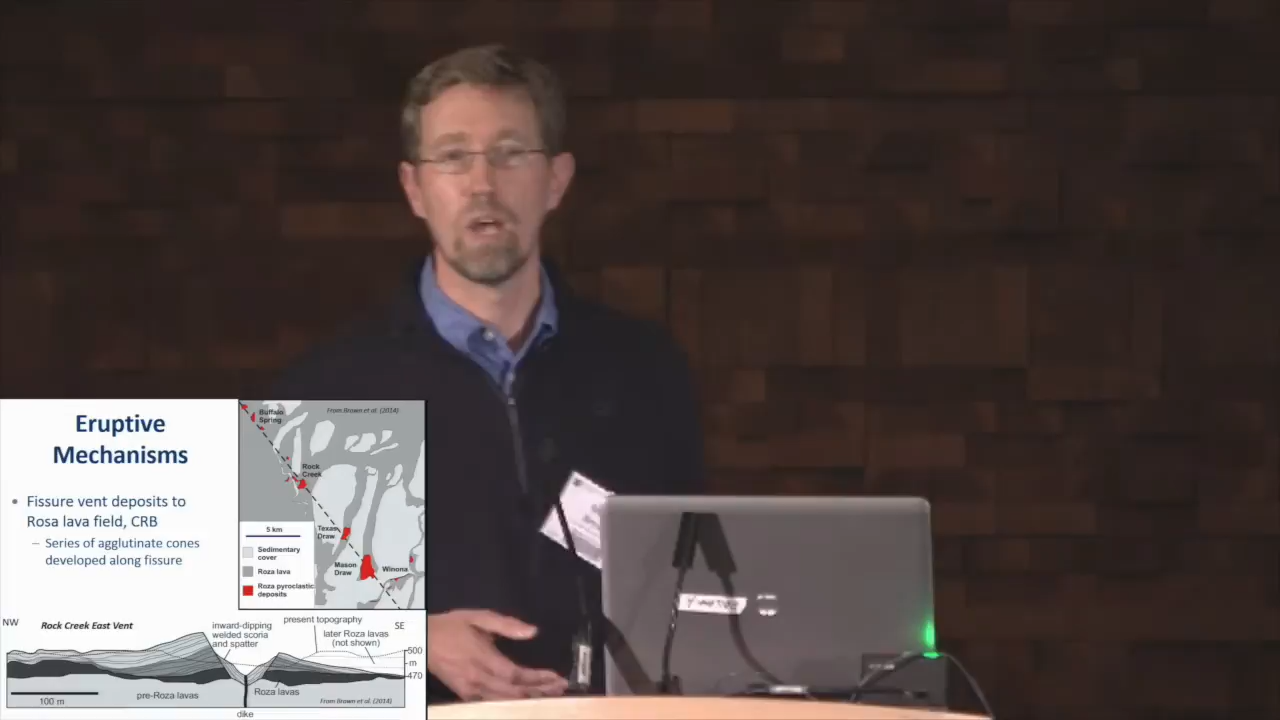 Eruptive
Mechanisms
• Fissure vent deposits to
Rosa lava field, CRB
– Series of agglutinate cones
developed along fissure
From Brown et al. (2014)
Buffalo
Spring
Rock
Creek
Texas
Draw
Mason
Draw
Winona
5 km
Sedimentary
cover
Roza lava
Roza pyroclastic
deposits
NW
Rock Creek East Vent
inward-dipping
welded scoria
and spatter
present topography
SE
later Roza lavas
(not shown)
500
m
470
pre-Roza lavas
Roza lavas
100 m
From Brown et al. (2014)
dike